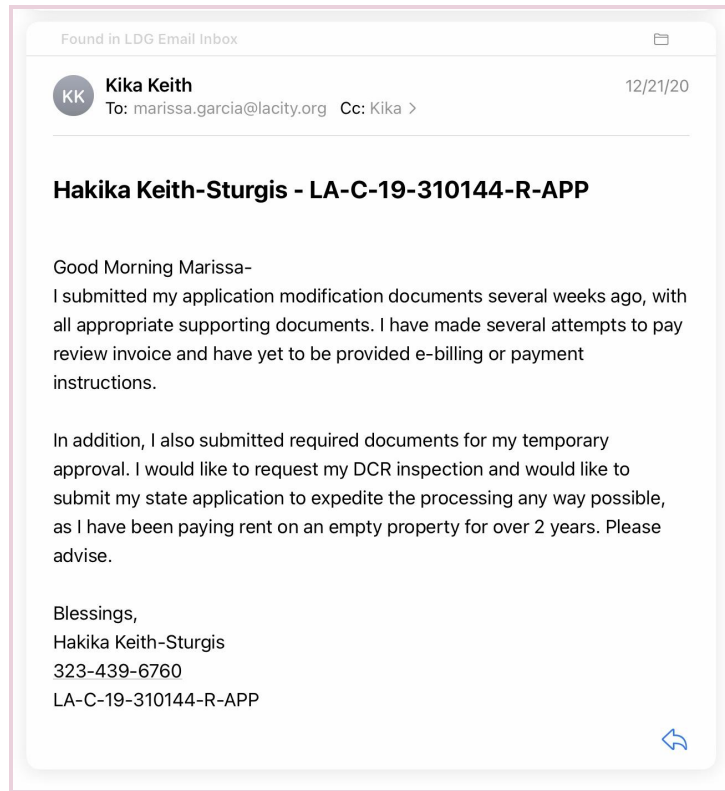 Found in LDG Email Inbox
KK
Kika Keith
12/21/20
To: marissa.garcia@lacity.org Cc: Kika >
Hakika Keith-Sturgis - LA-C-19-310144-R-APP
Good Morning Marissa-
I submitted my application modification documents several weeks ago, with
all appropriate supporting documents. I have made several attempts to pay
review invoice and have yet to be provided e-billing or payment
instructions.
In addition, I also submitted required documents for my temporary
approval. I would like to request my DCR inspection and would like to
submit my state application to expedite the processing any way possible,
as I have been paying rent on an empty property for over 2 years. Please
advise.
Blessings,
Hakika Keith-Sturgis
323-439-6760
LA-C-19-310144-R-APP